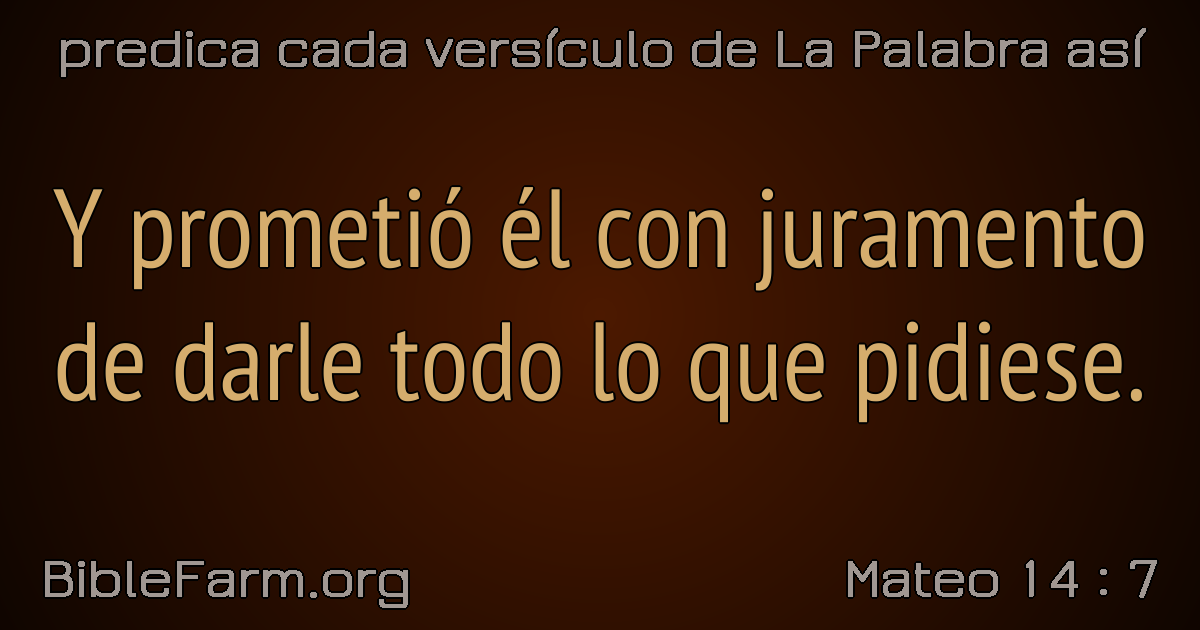 predica cada versículo de La Palabra así
Y prometió él con juramento
de darle todo lo que pidiese.
BibleFarm.org
Mateo 14 : 7